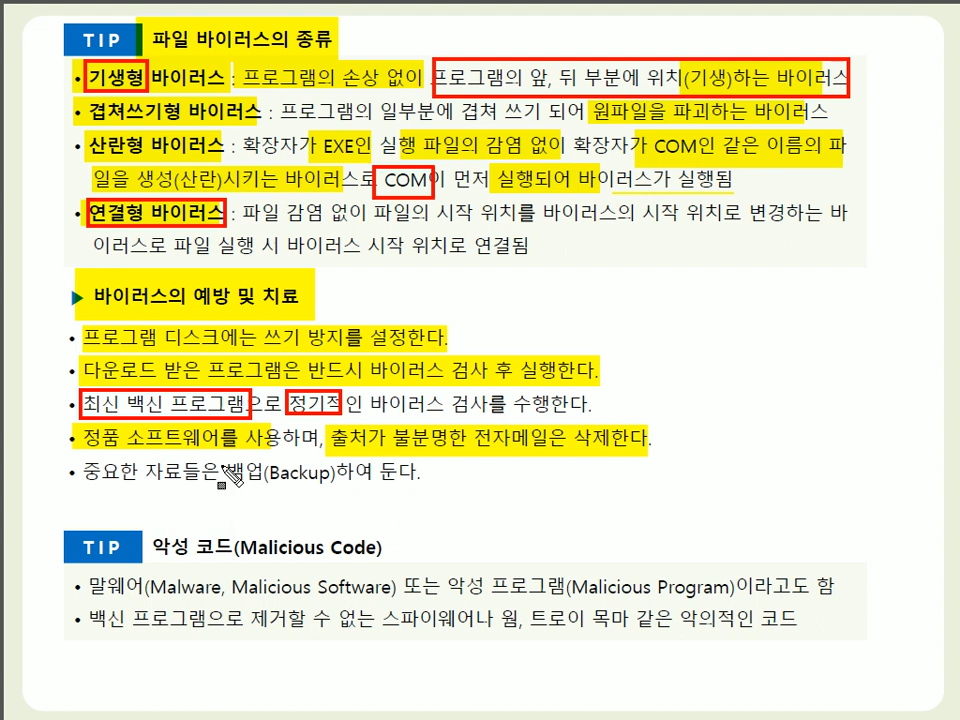 TIP 파일 바이러스의 종류
• 기생형 바이러스 : 프로그램의 손상 없이 프로그램의 앞, 뒤 부분에 위치(기생)하는 바이러스
• 겹쳐쓰기형 바이러스 : 프로그램의 일부분에 겹쳐 쓰기 되어 원파일을 파괴하는 바이러스
• 산란형 바이러스 : 확장자가 EXE인 실행 파일의 감염 없이 확장자가 COM인 같은 이름의 파
일을 생성(산란)시키는 바이러스로 COM이 먼저 실행되어 바이러스가 실행됨
• 연결형 바이러스 : 파일 감염 없이 파일의 시작 위치를 바이러스의 시작 위치로 변경하는 바
이러스로 파일 실행 시 바이러스 시작 위치로 연결됨
▶ 바이러스의 예방 및 치료
• 프로그램 디스크에는 쓰기 방지를 설정한다.
• 다운로드 받은 프로그램은 반드시 바이러스 검사 후 실행한다.
• 최신 백신 프로그램으로 정기적인 바이러스 검사를 수행한다.
• 정품 소프트웨어를 사용하며, 출처가 불분명한 전자메일은 삭제한다.
• 중요한 자료들은 백업(Backup)하여 둔다.
TIP 악성 코드(Malicious Code)
• 말웨어(Malware, Malicious Software) 또는 악성 프로그램(Malicious Program)이라고도 함
• 백신 프로그램으로 제거할 수 없는 스파이웨어나 웜, 트로이 목마 같은 악의적인 코드